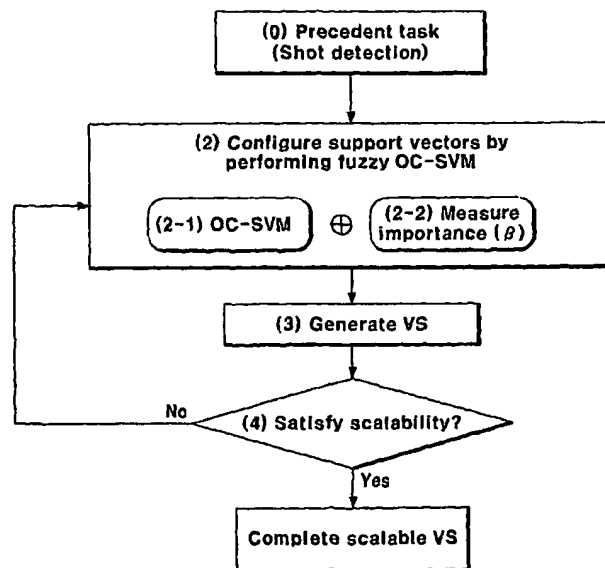 (0) Precedent task
(Shot detection)
(2) Configure support vectors by
performing fuzzy OC-SVM
(2-1) OC-SVM
⊕
(2-2) Measure
importance (β)
(3) Generate VS
No
(4) Satisfy scalability?
Yes
Complete scalable VS